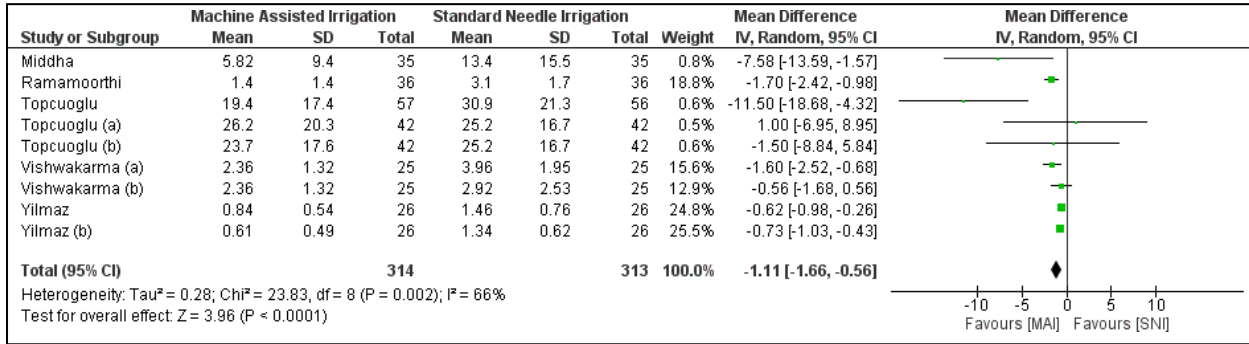 Machine Assisted Irrigation Standard Needle Irrigation Mean Difference Mean Difference
Study or Subgroup Mean SD Total Mean SD Total Weight IV, Random, 95% CI IV, Random, 95% CI
Middha 5.82 9.4 35 13.4 15.5 35 0.8% -7.58 [-13.59, -1.57]
Ramamoorthi 1.4 1.4 36 3.1 1.7 36 18.8% -1.70 [-2.42, -0.98]
Topcuoglu 19.4 17.4 57 30.9 21.3 56 0.6% -11.50 [-18.68, -4.32]
Topcuoglu (a) 26.2 20.3 42 25.2 16.7 42 0.5% 1.00 [-6.95, 8.95]
Topcuoglu (b) 23.7 17.6 42 25.2 16.7 42 0.6% -1.50 [-8.84, 5.84]
Vishwakarma (a) 2.36 1.32 25 3.96 1.95 25 15.6% -1.60 [-2.52, -0.68]
Vishwakarma (b) 2.36 1.32 25 2.92 2.53 25 12.9% -0.56 [-1.68, 0.56]
Yilmaz 0.84 0.54 26 1.46 0.76 26 24.8% -0.62 [-0.98, -0.26]
Yilmaz (b) 0.61 0.49 26 1.34 0.62 26 25.5% -0.73 [-1.03, -0.43]
Total (95% CI) 314 313 100.0% -1.11 [-1.66, -0.56]
Heterogeneity: Tau² = 0.28; Chi² = 23.83, df = 8 (P = 0.002); I² = 66%
Test for overall effect: Z = 3.96 (P < 0.0001)
-10 -5 0 5 10
Favours [MAI] Favours [SNI]